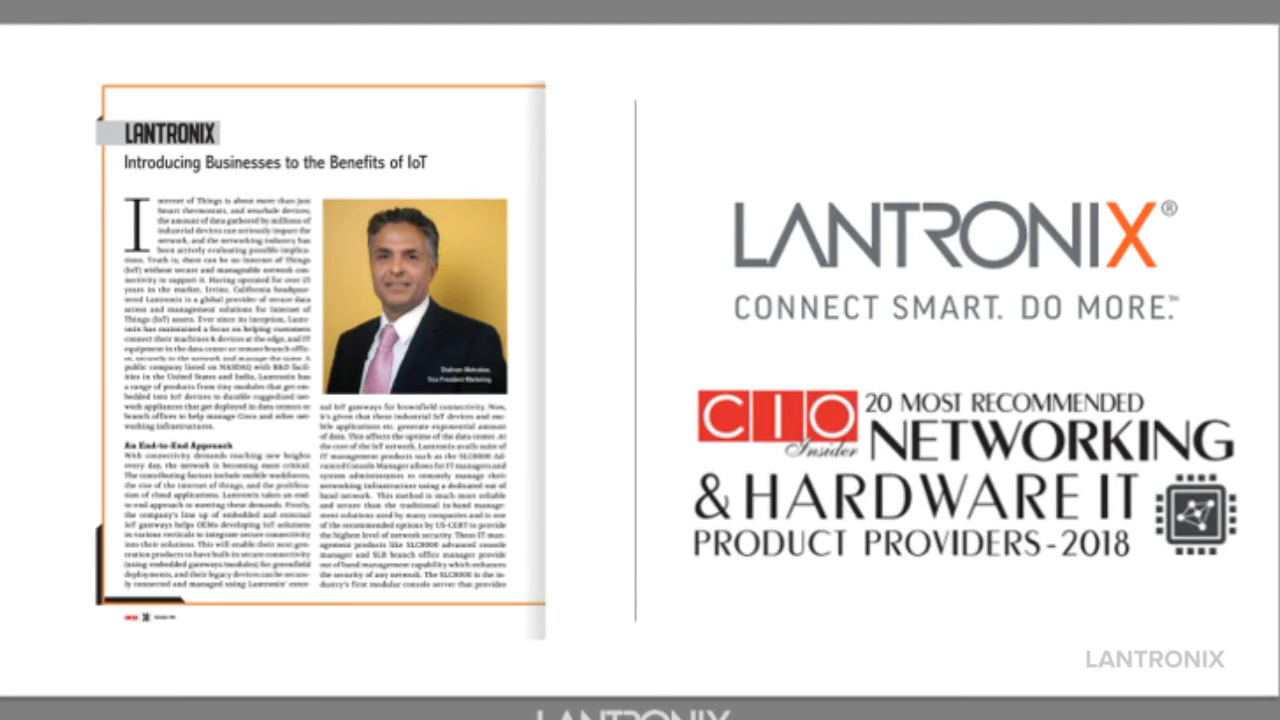 LANTRONIX
Introducing Businesses to the Benefits of IoT
Internet of Things is about more than just
Smart thermostats, and wearbale devices;
the amount of data gathered by millions of
industrial devices can seriously impact the
network, and the networking industry has
been actively evaluating possible implica-
tions. Truth is; there can be no Internet of Things
(IoT) without secure and manageable network con-
nectivity to support it. Having operated for over 25
years in the market, Irvine, California headquar-
tered Lantronix is a global provider of secure data
access and management solutions for Internet of
Things (IoT) assets. Ever since its inception, Lantr-
onix has maintained a focus on helping customers
connect their machines & devices at the edge, and IT
equipment in the data center or remote branch offic-
es, securely to the network and manage the same. A
public company listed on NASDAQ with R&D facil-
ities in the United States and India, Lantronix has
a range of products from tiny modules that get em-
bedded into IoT devices to durable ruggedized net-
work appliances that get deployed in data centers or
branch offices to help manage Cisco and other net-
working infrastructures.
An End-to-End Approach
With connectivity demands reaching new heights
every day, the network is becoming more critical.
The contributing factors include mobile workforces,
the rise of the internet of things, and the prolifera-
tion of cloud applications. Lantronix takes an end-
to-end approach to meeting these demands. Firstly,
the company's line up of embedded and external
IoT gateways helps OEMs developing IoT solutions
in various verticals to integrate secure connectivity
into their solutions. This will enable their next gen-
eration products to have built-in secure connectivity
(using embedded gateways/modules) for greenfield
deployments, and their legacy devices can be secure-
ly connected and managed using Lantronix' exter-
Vice President-Marketing
nal IoT gateways for brownfield connectivity. Now,
it's given that these industrial IoT devices and mo-
bile applications etc. generate exponential amount
of data. This affects the uptime of the data center. At
the core of the IoT network, Lantronix avails suite of
IT management products such as the SLC8000 Ad-
vanced Console Manager allows for IT managers and
system administrators to remotely manage their
networking infrastructure using a dedicated out of
band network. This method is much more reliable
and secure than the traditional in-band manage-
ment solutions used by many companies and is one
of the recommended options by US-CERT to provide
the highest level of network security. These IT man-
agement products like SLC8000 advanced console
manager and SLB branch office manager provide
out of band management capability which enhances
the security of any network. The SLC8000 is the in-
dustry's first modular console server that provides
LANTRONIX®
CONNECT SMART. DO MORE.℠
CIO Insider
20 MOST RECOMMENDED
NETWORKING
& HARDWARE IT
PRODUCT PROVIDERS - 2018
LANTRONIX
LANTRONIX